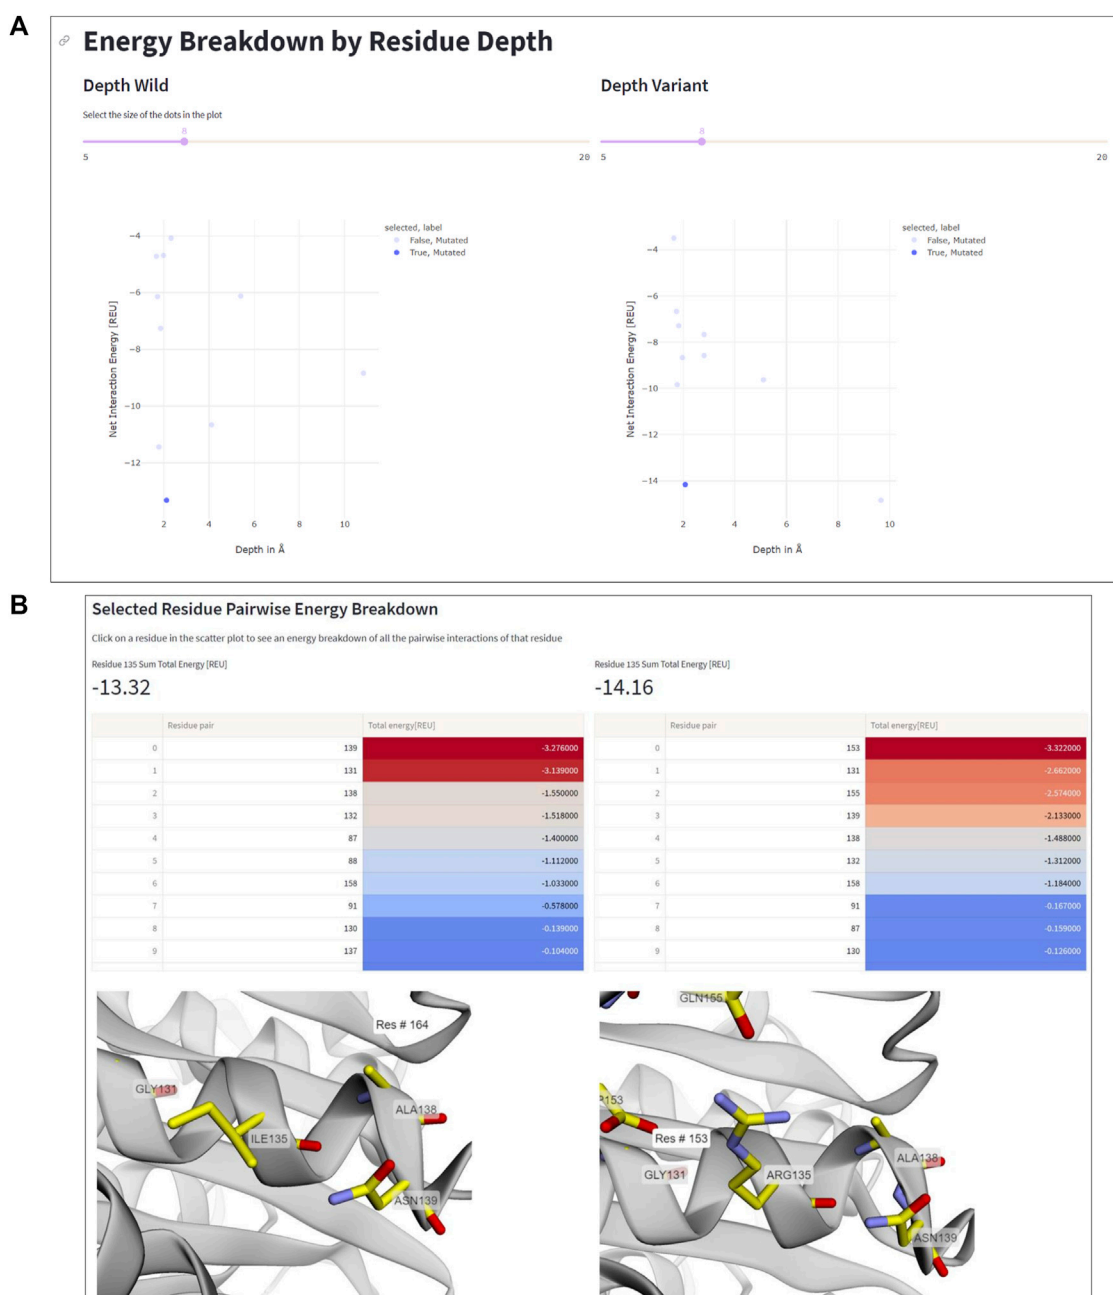 A
Energy Breakdown by Residue Depth
Depth Wild
Depth Variant
Select the size of the dots in the plot
8
8
5
20
5
20
selected, label
False, Mutated
True, Mutated
−4
−6
−8
−10
−12
Net Interaction Energy [REU]
2 4 6 8 10
Depth in Å
selected, label
False, Mutated
True, Mutated
−4
−6
−8
−10
−12
−14
Net Interaction Energy [REU]
2 4 6 8 10
Depth in Å
B
Selected Residue Pairwise Energy Breakdown
Click on a residue in the scatter plot to see an energy breakdown of all the pairwise interactions of that residue
Residue 135 Sum Total Energy [REU]
-13.32
Residue pair Total energy[REU]
0 139 -3.276000
1 131 -3.139000
2 138 -1.550000
3 132 -1.518000
4 87 -1.400000
5 88 -1.112000
6 158 -1.033000
7 91 -0.578000
8 130 -0.139000
9 137 -0.104000
Residue 135 Sum Total Energy [REU]
-14.16
Residue pair Total energy[REU]
0 153 -3.322000
1 131 -2.662000
2 155 -2.574000
3 139 -2.133000
4 138 -1.488000
5 132 -1.312000
6 158 -1.184000
7 91 -0.167000
8 87 -0.159000
9 130 -0.126000
Res # 164
GLY131
ALA138
ILE135
ASN139
GLN155
P153
Res # 153
GLY131
ARG135
ALA138
ASN139